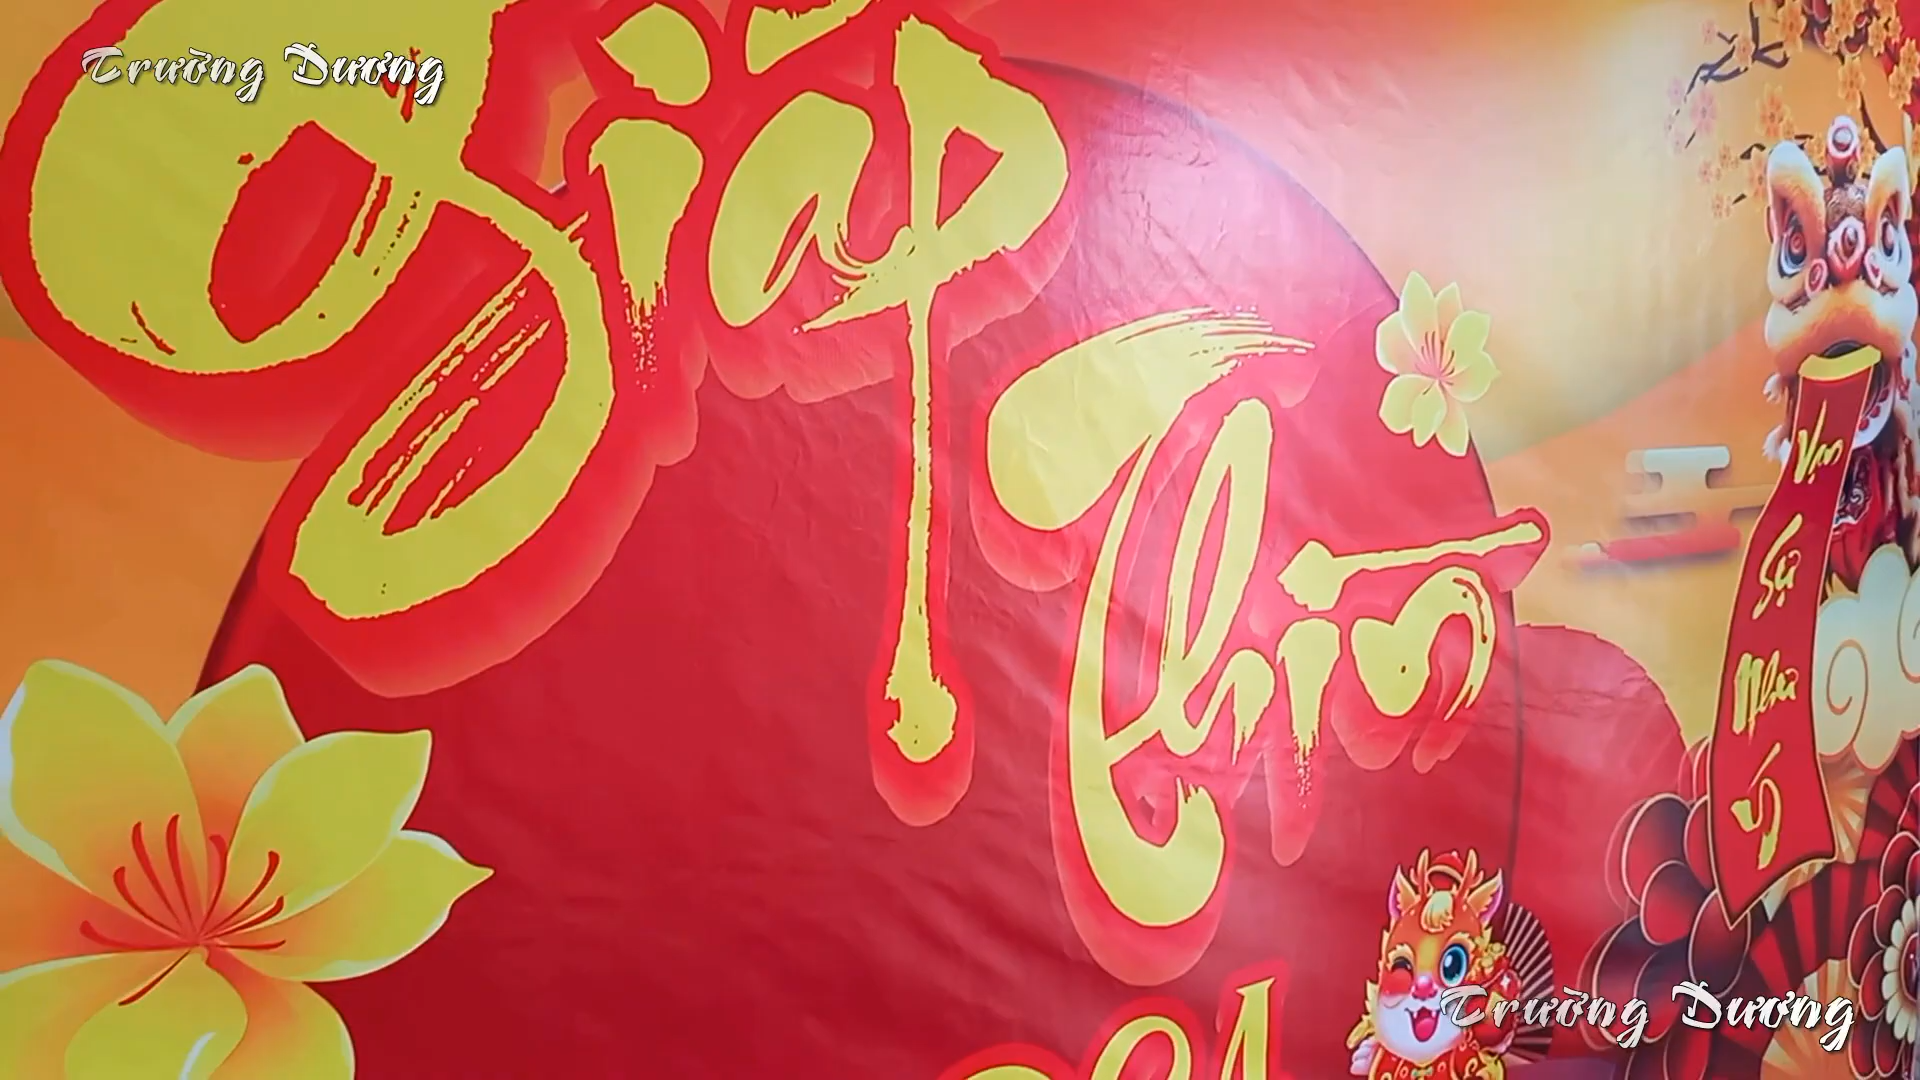 Trường Dương
Giáp
Thìn
Vạn
Sự
Như
Ý
Trường Dương